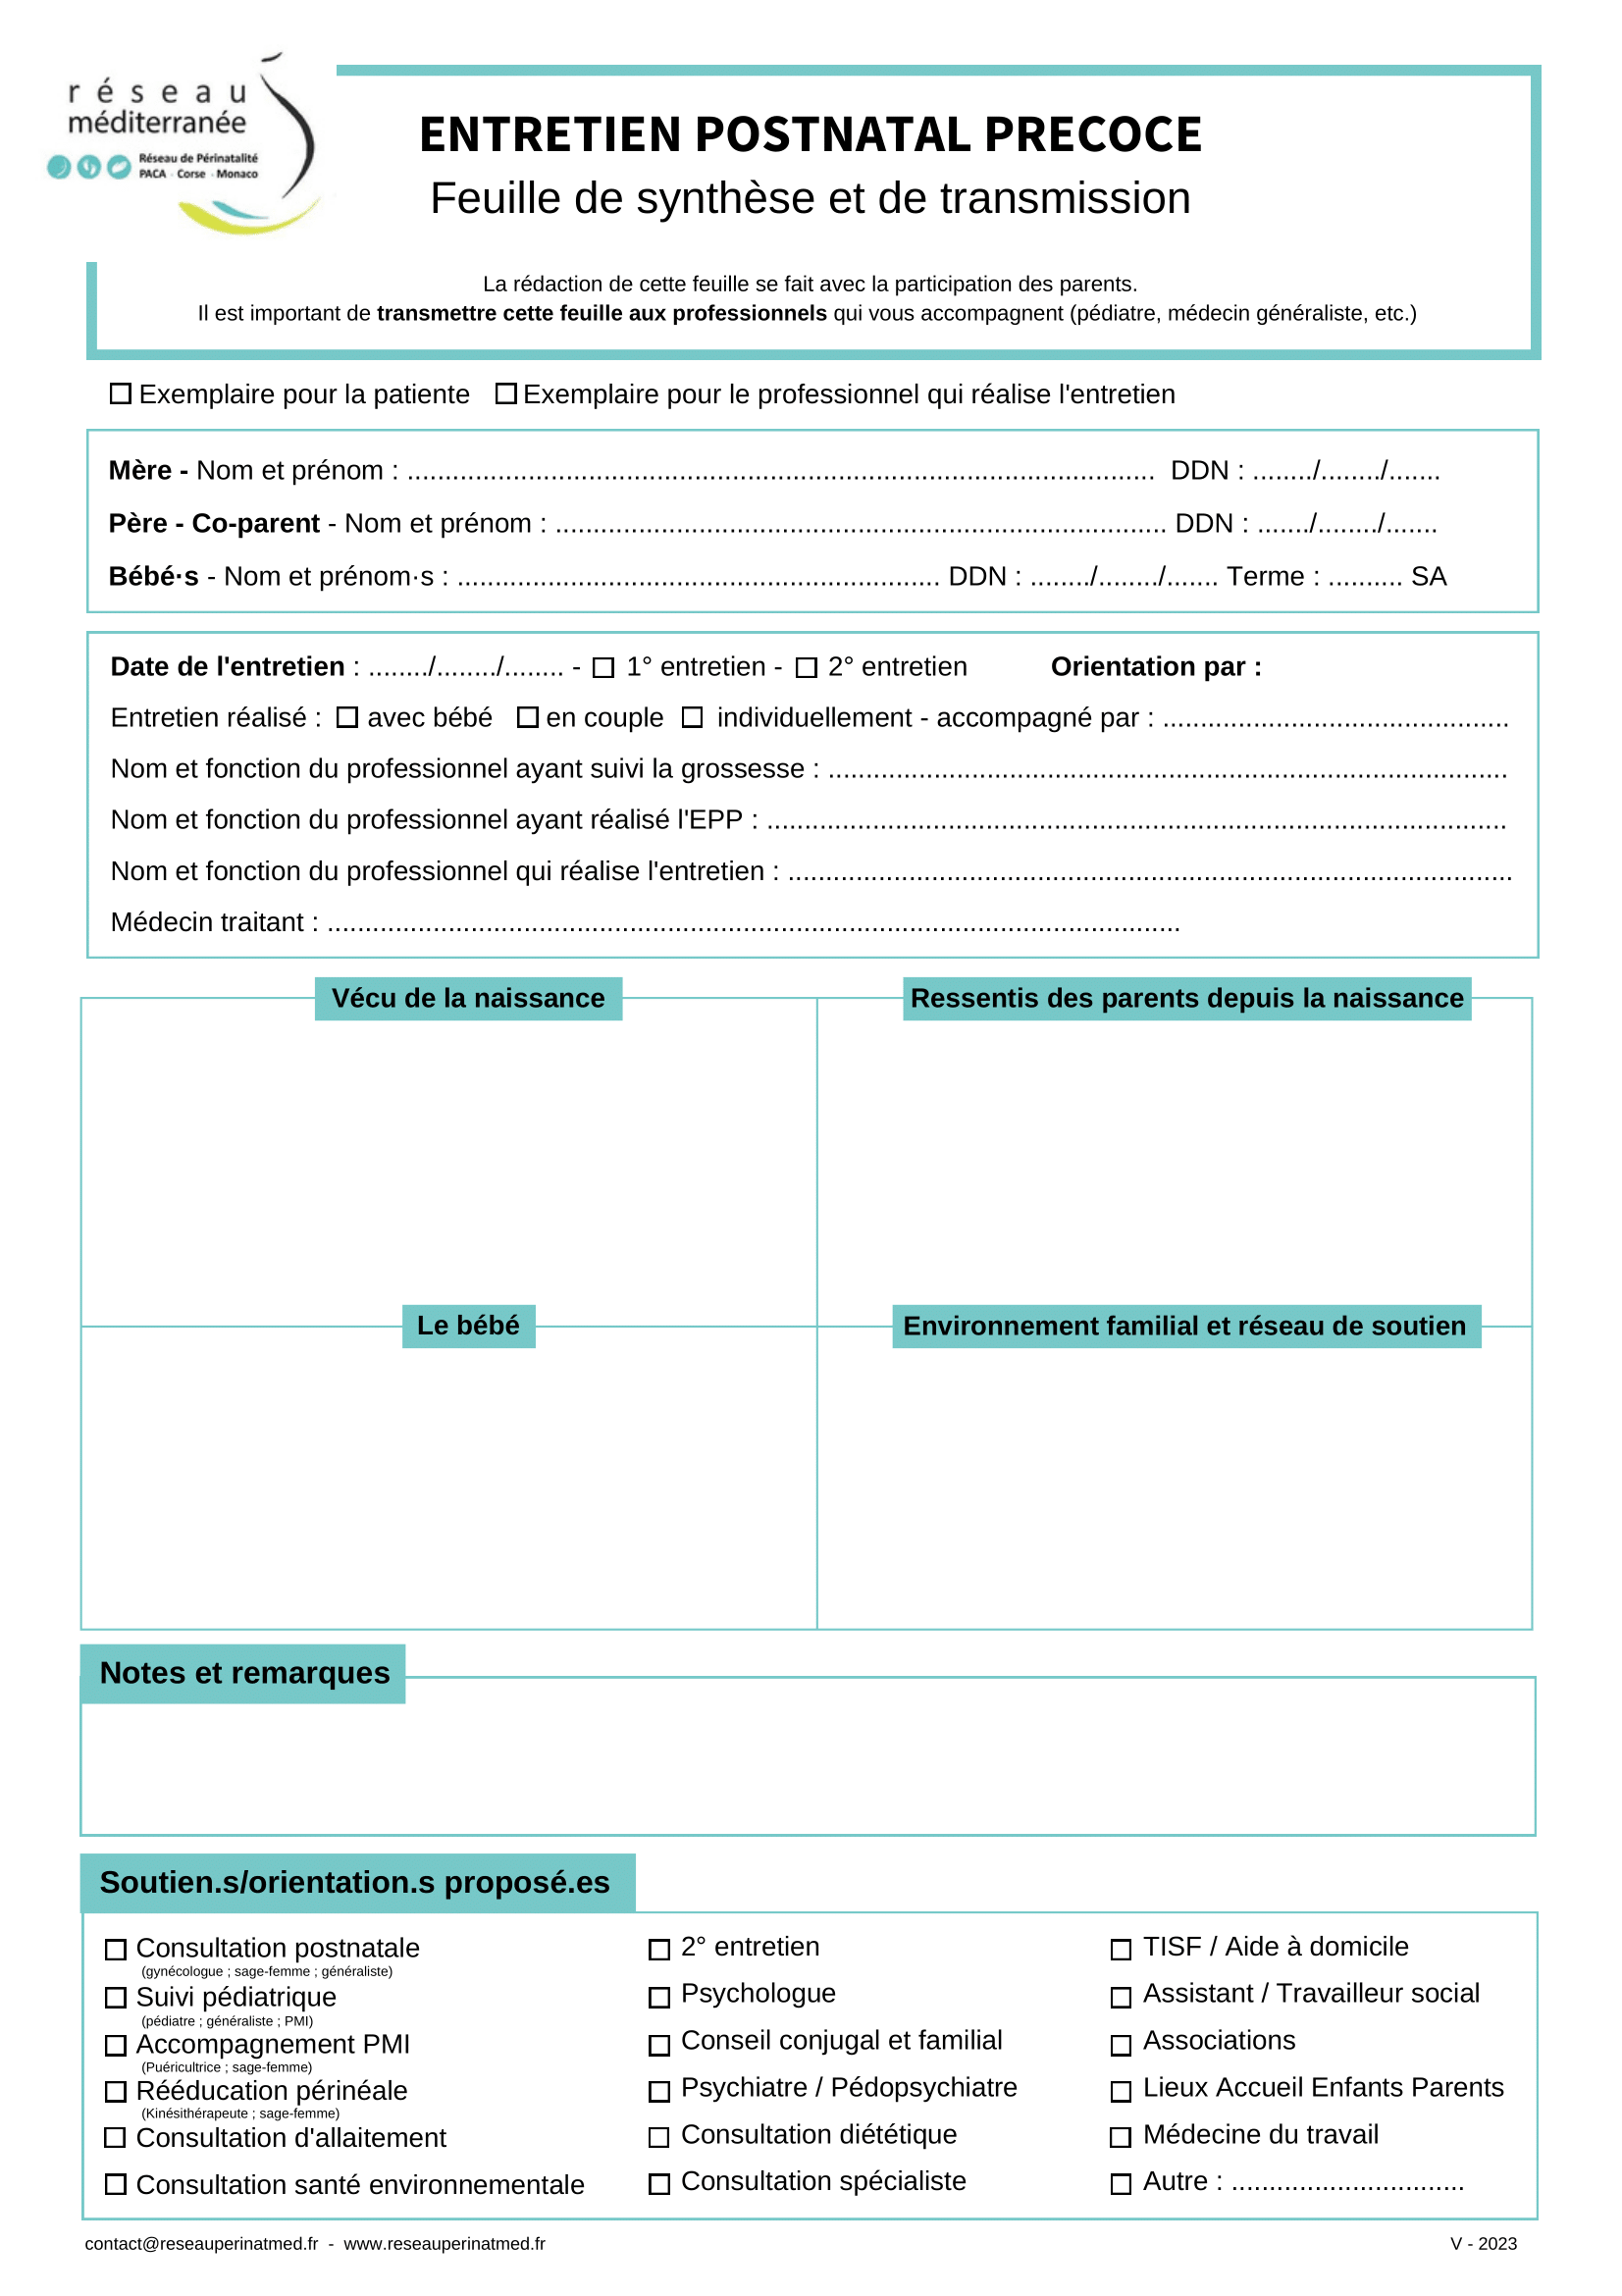 réseau
méditerranée
Réseau de Périnatalité
PACA - Corse - Monaco
ENTRETIEN POSTNATAL PRECOCE
Feuille de synthèse et de transmission
La rédaction de cette feuille se fait avec la participation des parents.
Il est important de transmettre cette feuille aux professionnels qui vous accompagnent (pédiatre, médecin généraliste, etc.)
☐ Exemplaire pour la patiente ☐ Exemplaire pour le professionnel qui réalise l'entretien
Mère - Nom et prénom : .................................................................................................... DDN : ......../......../.......
Père - Co-parent - Nom et prénom : ................................................................................. DDN : ......./......../.......
Bébé·s - Nom et prénom·s : ................................................................ DDN : ......../......../....... Terme : .......... SA
Date de l'entretien : ......../......../........ - ☐ 1° entretien - ☐ 2° entretien Orientation par :
Entretien réalisé : ☐ avec bébé ☐ en couple ☐ individuellement - accompagné par : ..............................................
Nom et fonction du professionnel ayant suivi la grossesse : ..........................................................................................
Nom et fonction du professionnel ayant réalisé l'EPP : ..................................................................................................
Nom et fonction du professionnel qui réalise l'entretien : ................................................................................................
Médecin traitant : .................................................................................................................
Vécu de la naissance
Ressentis des parents depuis la naissance
Le bébé
Environnement familial et réseau de soutien
Notes et remarques
Soutien.s/orientation.s proposé.es
☐ Consultation postnatale
(gynécologue ; sage-femme ; généraliste)
☐ Suivi pédiatrique
(pédiatre ; généraliste ; PMI)
☐ Accompagnement PMI
(Puéricultrice ; sage-femme)
☐ Rééducation périnéale
(Kinésithérapeute ; sage-femme)
☐ Consultation d'allaitement
☐ Consultation santé environnementale
☐ 2° entretien
☐ Psychologue
☐ Conseil conjugal et familial
☐ Psychiatre / Pédopsychiatre
☐ Consultation diététique
☐ Consultation spécialiste
☐ TISF / Aide à domicile
☐ Assistant / Travailleur social
☐ Associations
☐ Lieux Accueil Enfants Parents
☐ Médecine du travail
☐ Autre : ...............................
contact@reseauperinatmed.fr - www.reseauperinatmed.fr
V - 2023